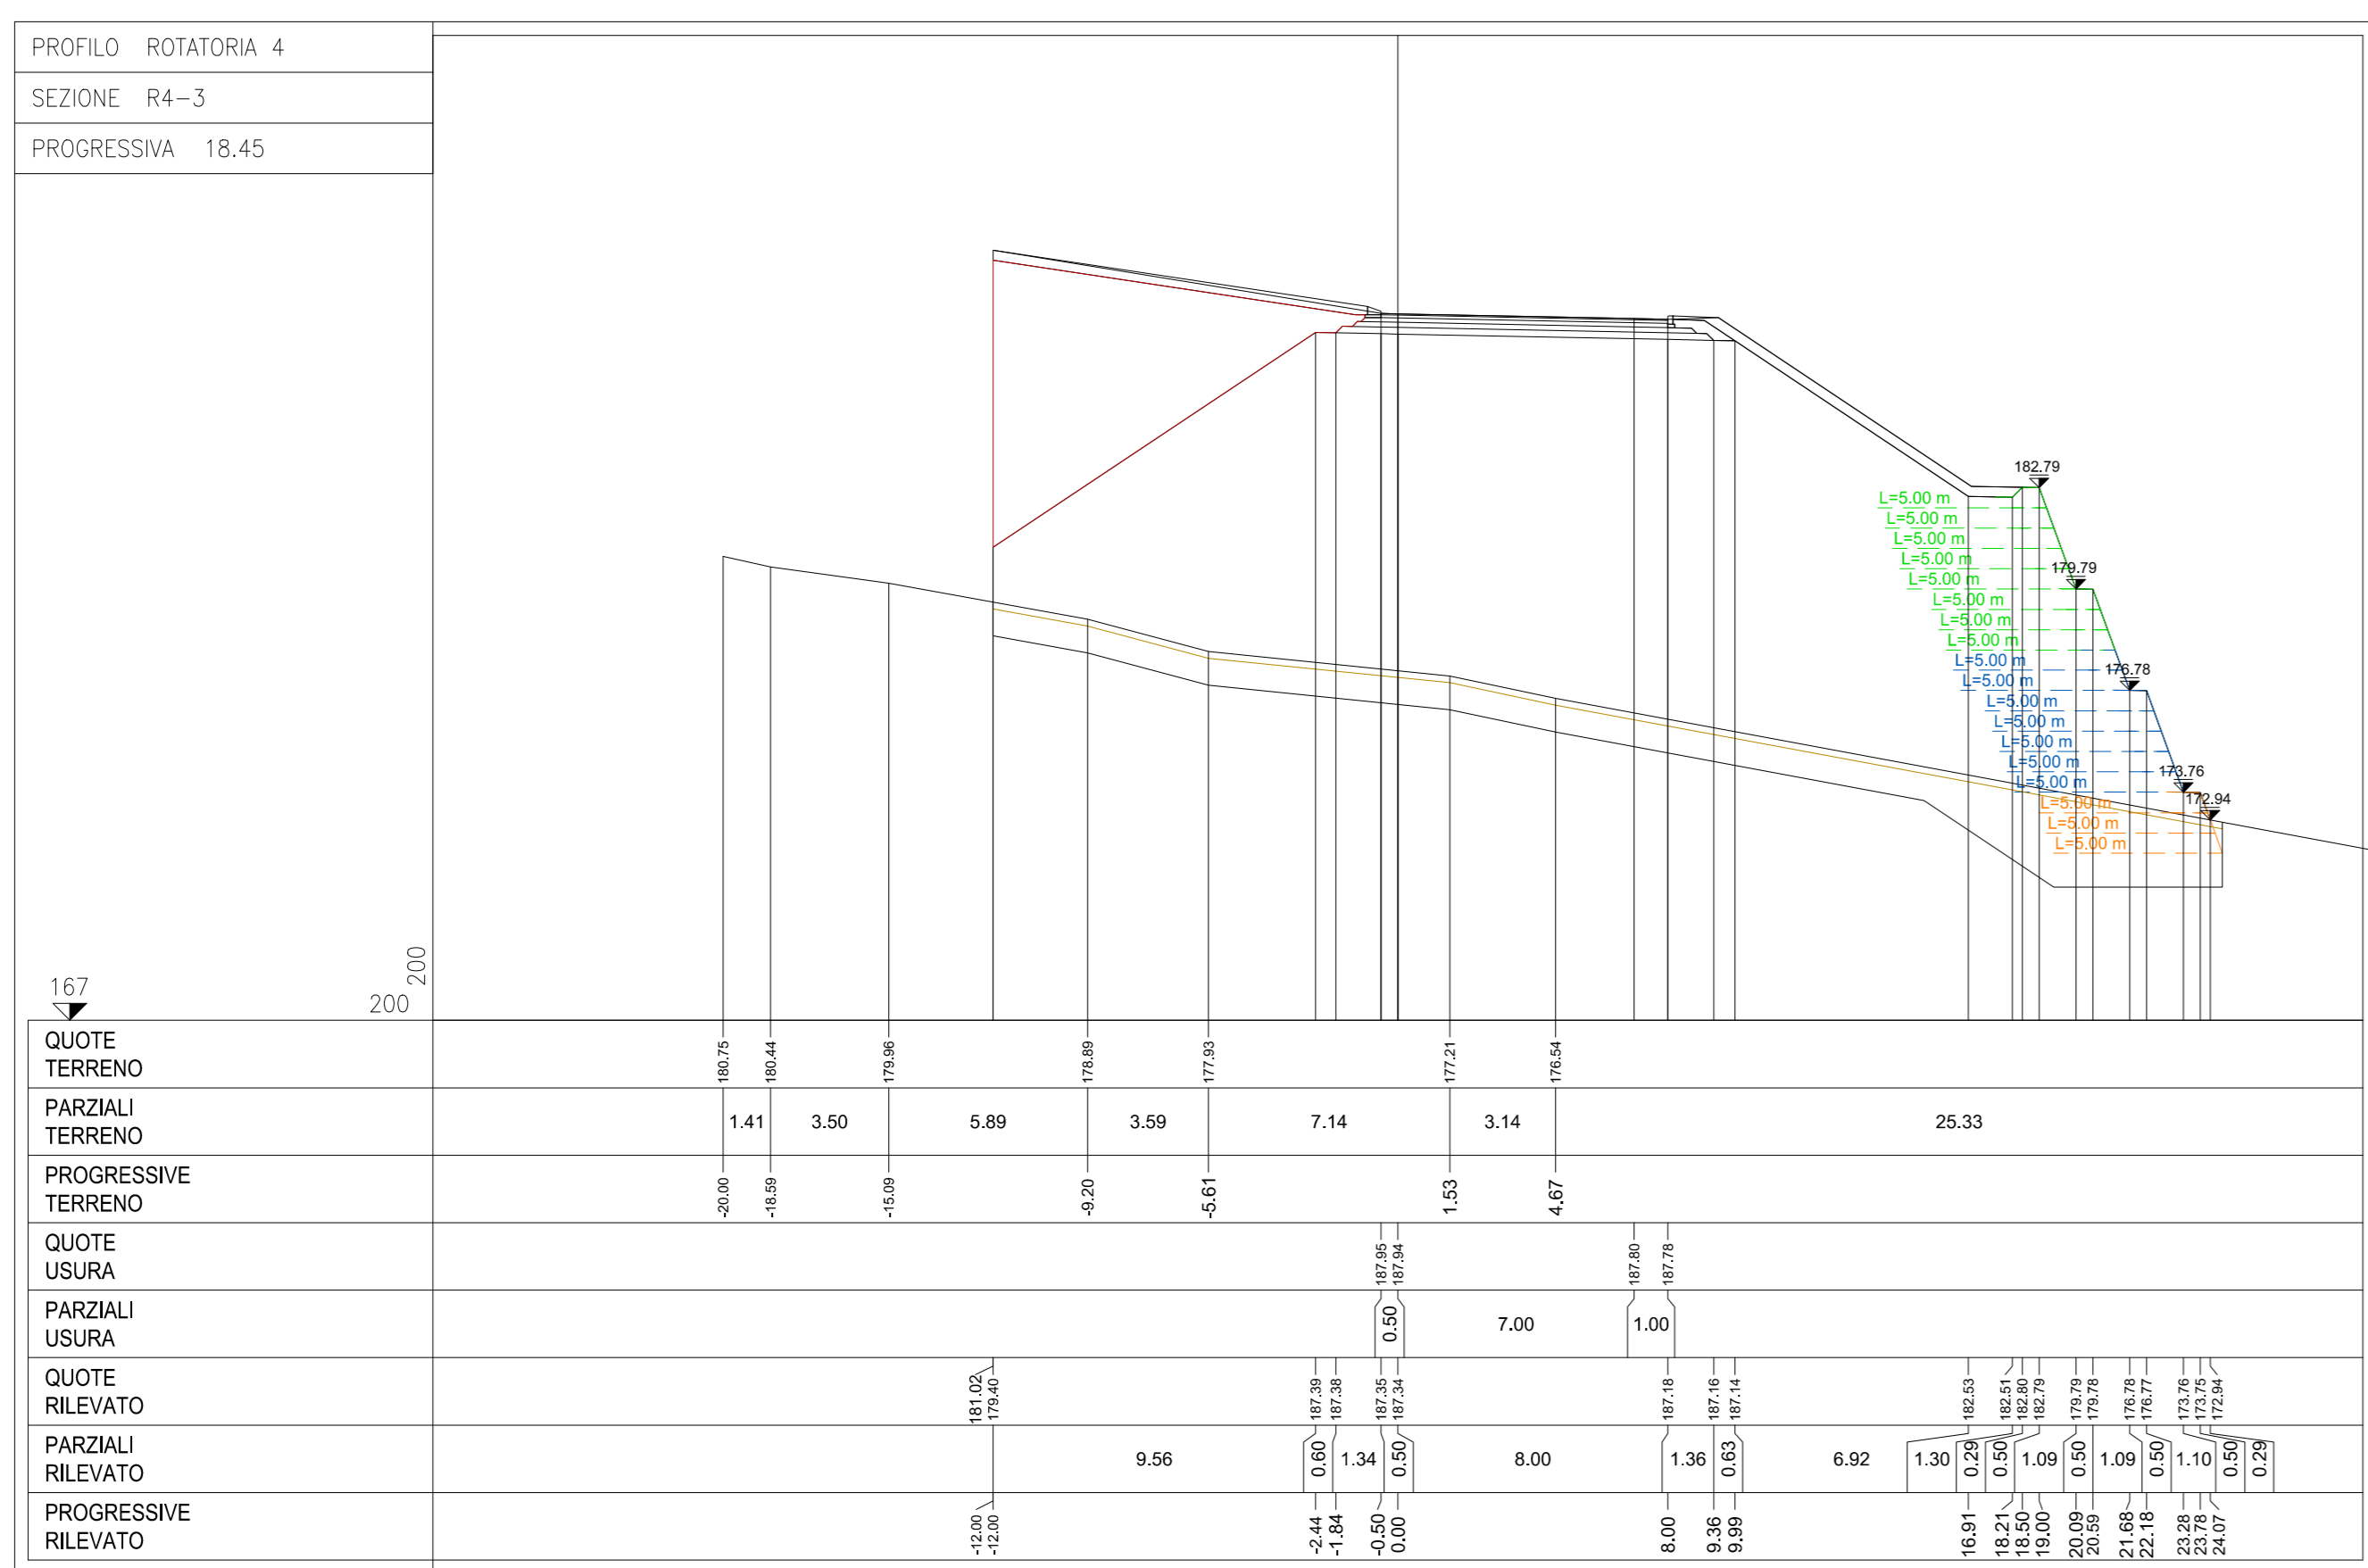 PROFILO ROTATORIA 4
SEZIONE R4-3
PROGRESSIVA 18.45
182.79
L=5.00 m
L=5.00 m
L=5.00 m
L=5.00 m
179.79
L=5.00 m
L=5.00 m
L=5.00 m
L=5.00 m
L=5.00 m
176.78
L=5.00 m
L=5.00 m
L=5.00 m
L=5.00 m
L=5.00 m
173.76
L=5.00 m
172.94
L=5.00 m
L=5.00 m
L=5.00 m
167
200
200
QUOTE
TERRENO
180.75 180.44 179.96 178.89 177.93 177.21 176.54
PARZIALI
TERRENO
1.41 3.50 5.89 3.59 7.14 3.14 25.33
PROGRESSIVE
TERRENO
-20.00 -18.59 -15.09 -9.20 -5.61 1.53 4.67
QUOTE
USURA
187.95 187.94 187.80 187.78
PARZIALI
USURA
0.50 7.00 1.00
QUOTE
RILEVATO
181.02 179.40 187.39 187.38 187.35 187.34 187.18 187.16 187.14 182.53 182.51 182.80 182.79 179.79 179.78 176.78 176.77 173.76 173.75 172.94
PARZIALI
RILEVATO
9.56 0.60 1.34 0.50 8.00 1.36 0.63 6.92 1.30 0.29 0.50 1.09 0.50 1.09 0.50 1.10 0.50 0.29
PROGRESSIVE
RILEVATO
-12.00 -12.00 -2.44 -1.84 -0.50 0.00 8.00 9.36 9.99 16.91 18.21 18.50 19.00 20.09 20.59 21.68 22.18 23.28 23.78 24.07